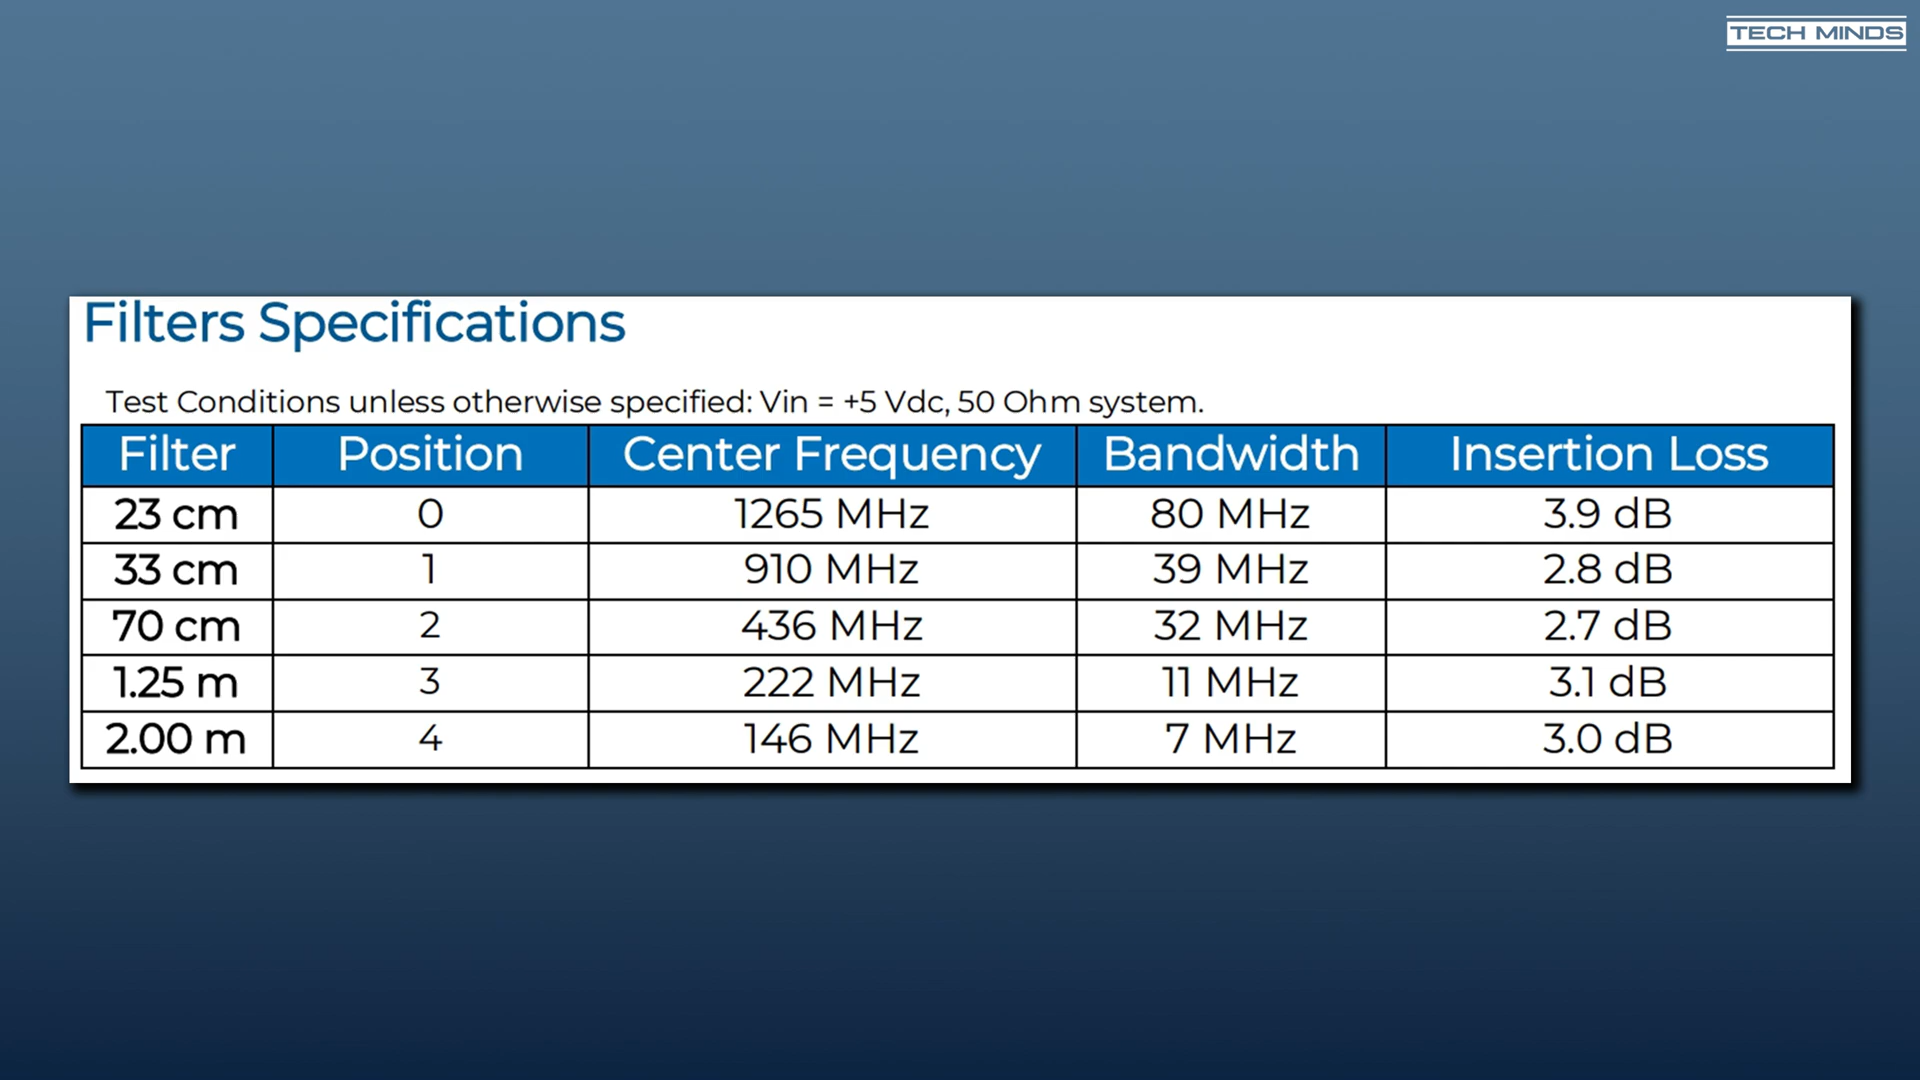 TECH MINDS
Filters Specifications
Test Conditions unless otherwise specified: Vin = +5 Vdc, 50 Ohm system.
Filter Position Center Frequency Bandwidth Insertion Loss
23 cm 0 1265 MHz 80 MHz 3.9 dB
33 cm 1 910 MHz 39 MHz 2.8 dB
70 cm 2 436 MHz 32 MHz 2.7 dB
1.25 m 3 222 MHz 11 MHz 3.1 dB
2.00 m 4 146 MHz 7 MHz 3.0 dB